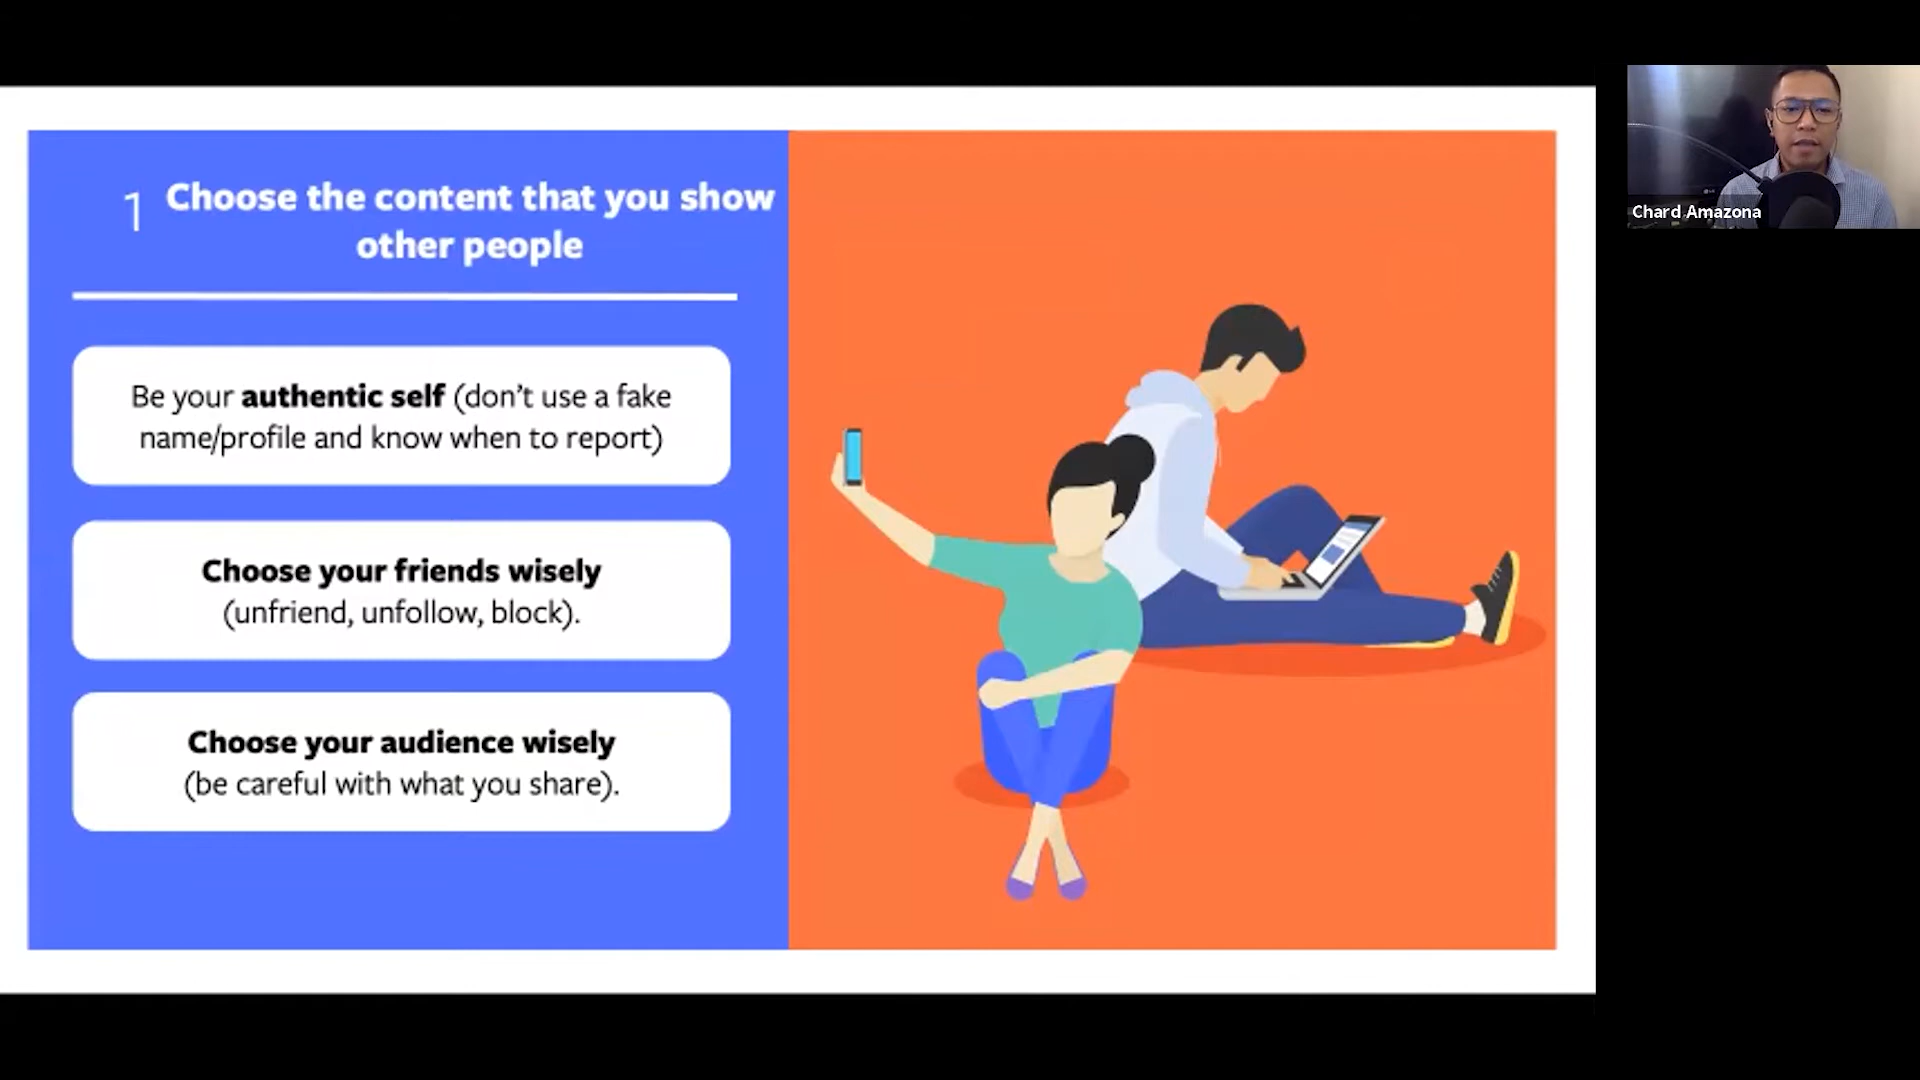 1 Choose the content that you show
other people
Be your authentic self (don't use a fake
name/profile and know when to report)
Choose your friends wisely
(unfriend, unfollow, block).
Choose your audience wisely
(be careful with what you share).
Chard Amazona